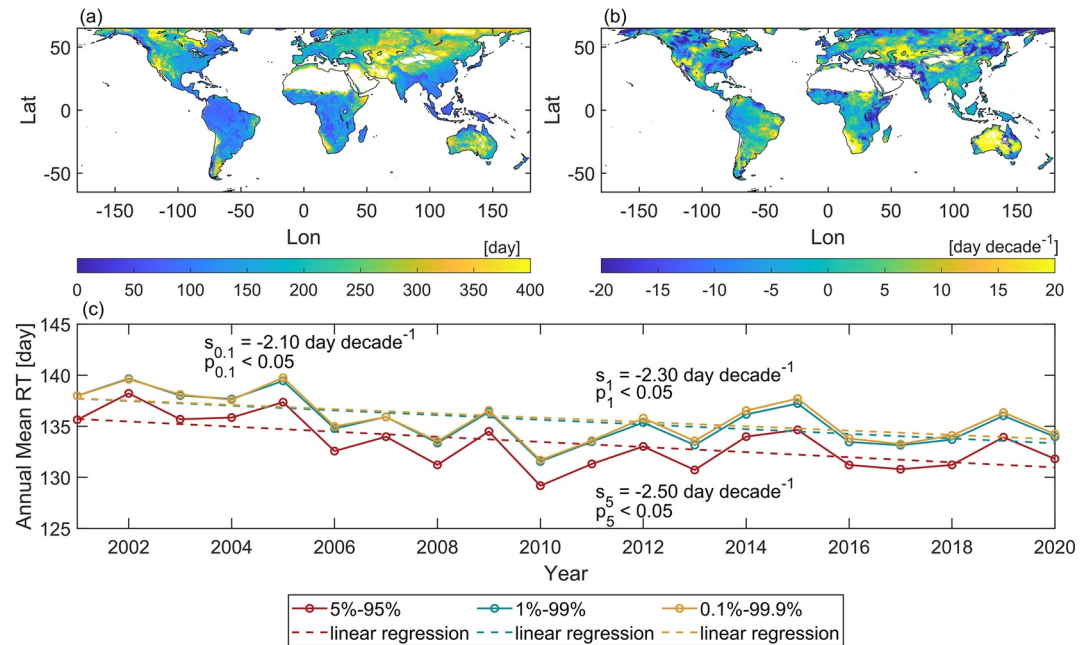 (a)
(b)
Lat
50
0
-50
-150 -100 -50 0 50 100 150
Lon
[day]
0 50 100 150 200 250 300 350 400
Lat
50
0
-50
-150 -100 -50 0 50 100 150
Lon
[day decade⁻¹]
-20 -15 -10 -5 0 5 10 15 20
(c)
Annual Mean RT [day]
145
140
135
130
125
s₀.₁ = -2.10 day decade⁻¹
p₀.₁ < 0.05
s₁ = -2.30 day decade⁻¹
p₁ < 0.05
s₅ = -2.50 day decade⁻¹
p₅ < 0.05
2002 2004 2006 2008 2010 2012 2014 2016 2018 2020
Year
5%-95% 1%-99% 0.1%-99.9%
linear regression linear regression linear regression